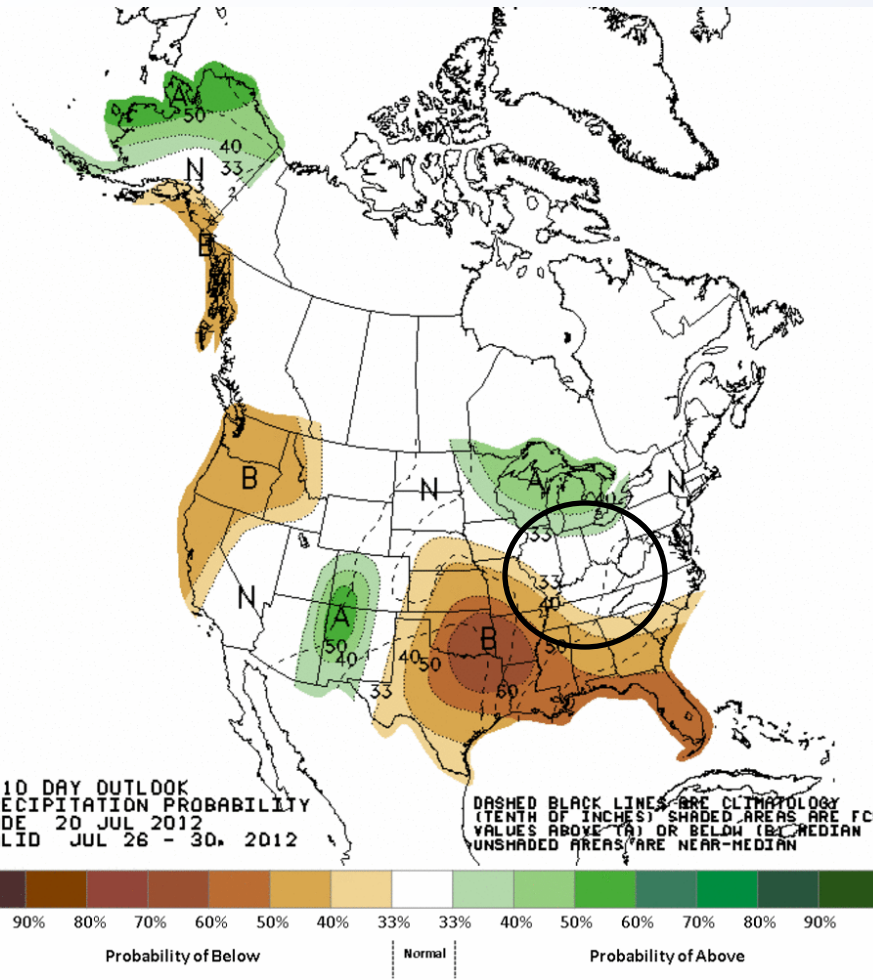 A
50
40
33
N
2
B
B
N
A
N
33
N
2
33
40
A
50
40
33
B
40
50
60
10 DAY OUTLOOK
ECIPITATION PROBABILITY
DE 20 JUL 2012
LID JUL 26 - 30, 2012
DASHED BLACK LINES ARE CLIMATOLOGY
(TENTH OF INCHES) SHADED AREAS ARE FC
VALUES ABOVE (A) OR BELOW (B) MEDIAN
UNSHADED AREAS ARE NEAR-MEDIAN
90% 80% 70% 60% 50% 40% 33% 33% 40% 50% 60% 70% 80% 90%
Probability of Below Normal Probability of Above